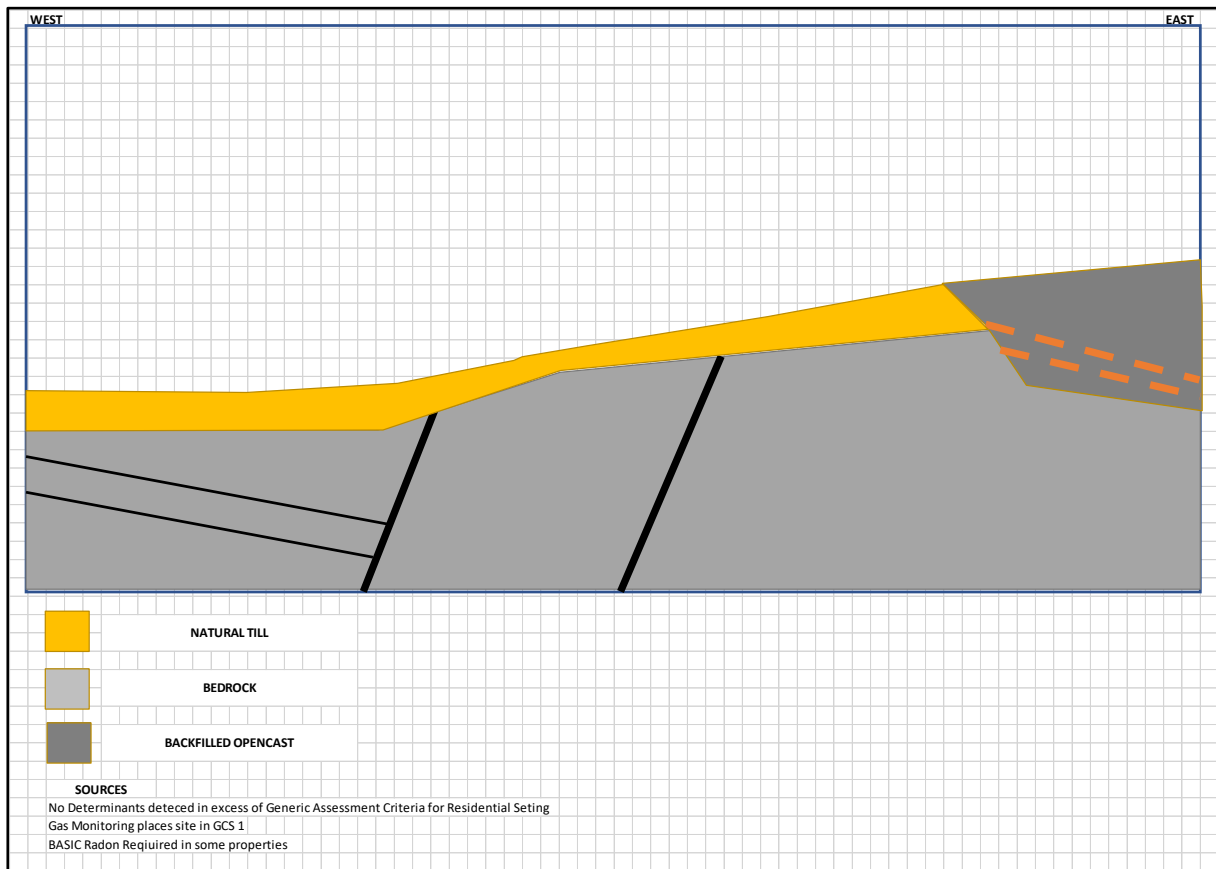 WEST
EAST
NATURAL TILL
BEDROCK
BACKFILLED OPENCAST
SOURCES
No Determinants deteced in excess of Generic Assessment Criteria for Residential Seting
Gas Monitoring places site in GCS 1
BASIC Radon Reqiuired in some properties